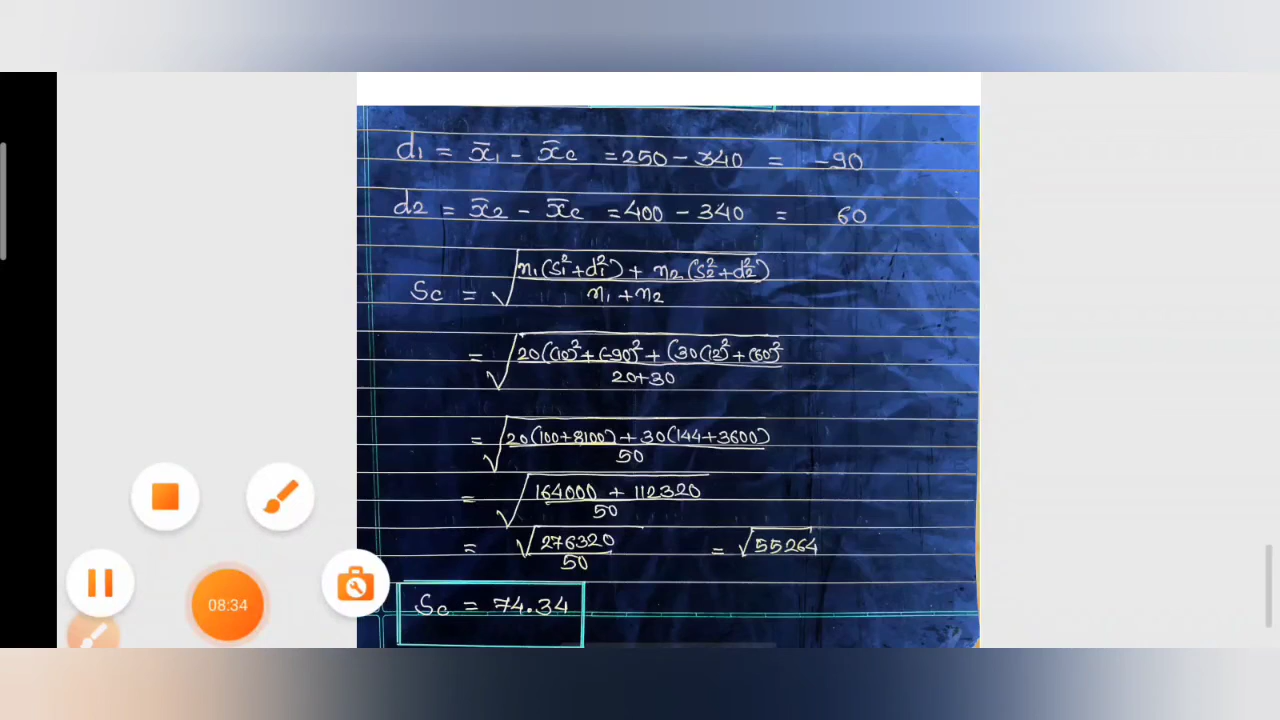 d1 = x̄1 - x̄c = 250 - 340 = -90
d2 = x̄2 - x̄c = 400 - 340 = 60
Sc = √(n1(S1²+d1²) + n2(S2²+d2²) / n1+n2)
= √(20((10)²+(-90)²+(30(12)²+(60)² / 20+30)
= √(20(100+8100)+30(144+3600) / 50)
= √(164000 + 112320 / 50)
= √(276320 / 50) = √55264
Sc = 74.34
08:34